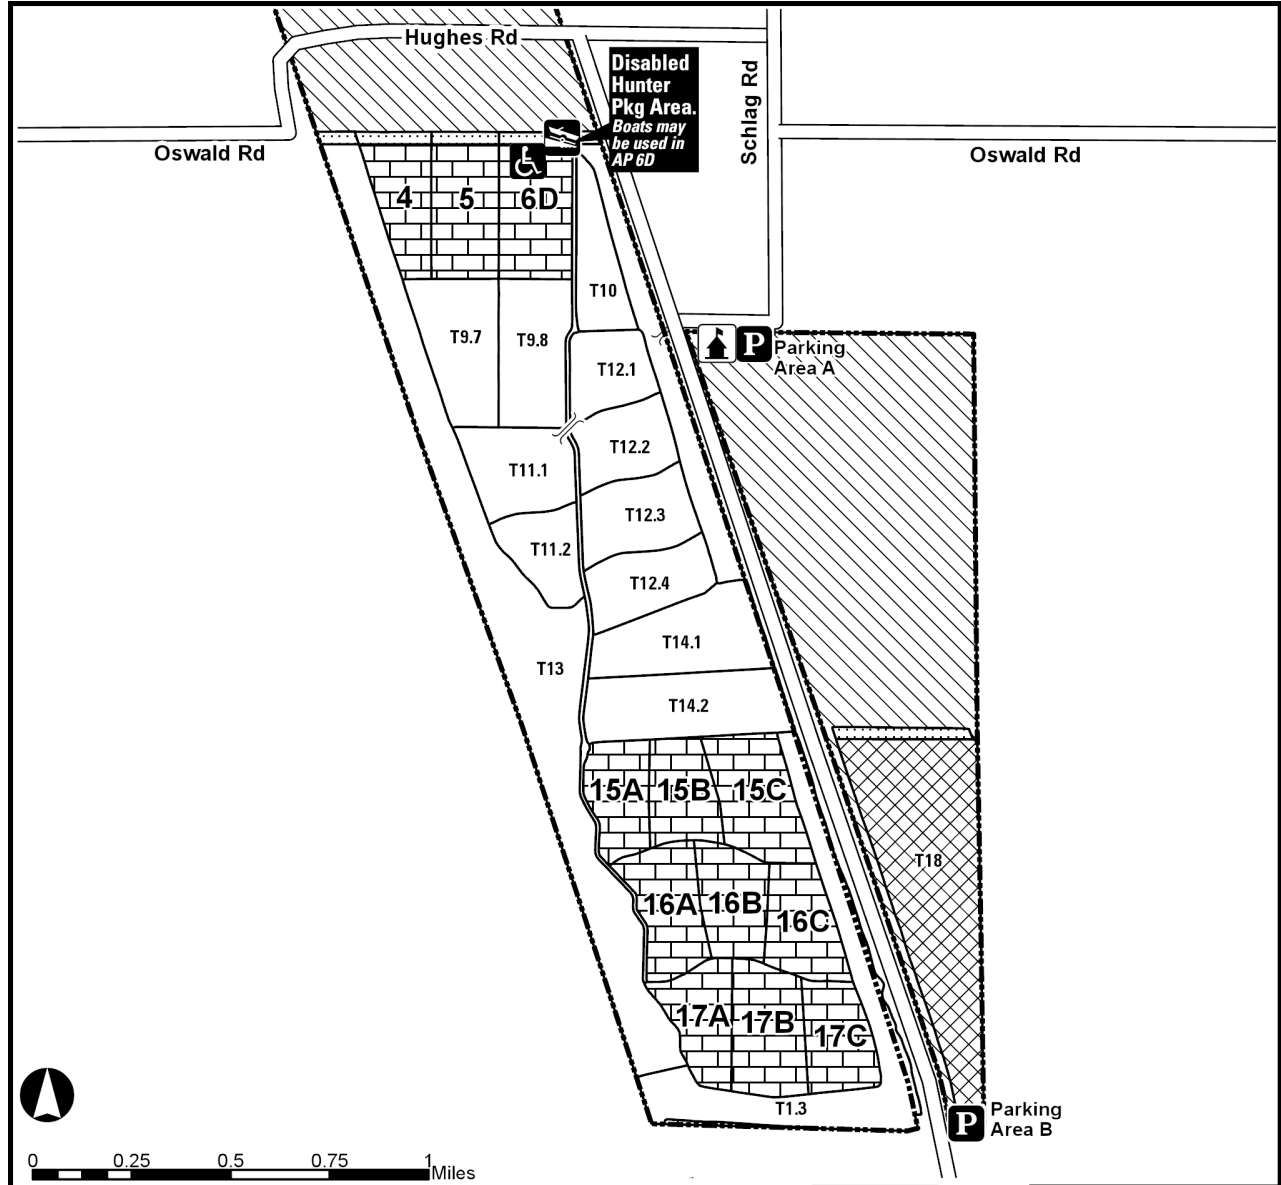 Hughes Rd
Disabled
Hunter
Pkg Area.
Boats may
be used in
AP 6D
Schlag Rd
Oswald Rd
Oswald Rd
4
5
6D
T10
T9.7
T9.8
P
Parking
Area A
T12.1
T12.2
T11.1
T12.3
T11.2
T12.4
T14.1
T13
T14.2
15A
15B
15C
T18
16A
16B
16C
17A
17B
17C
T1.3
P
Parking
Area B
0
0.25
0.5
0.75
1
Miles